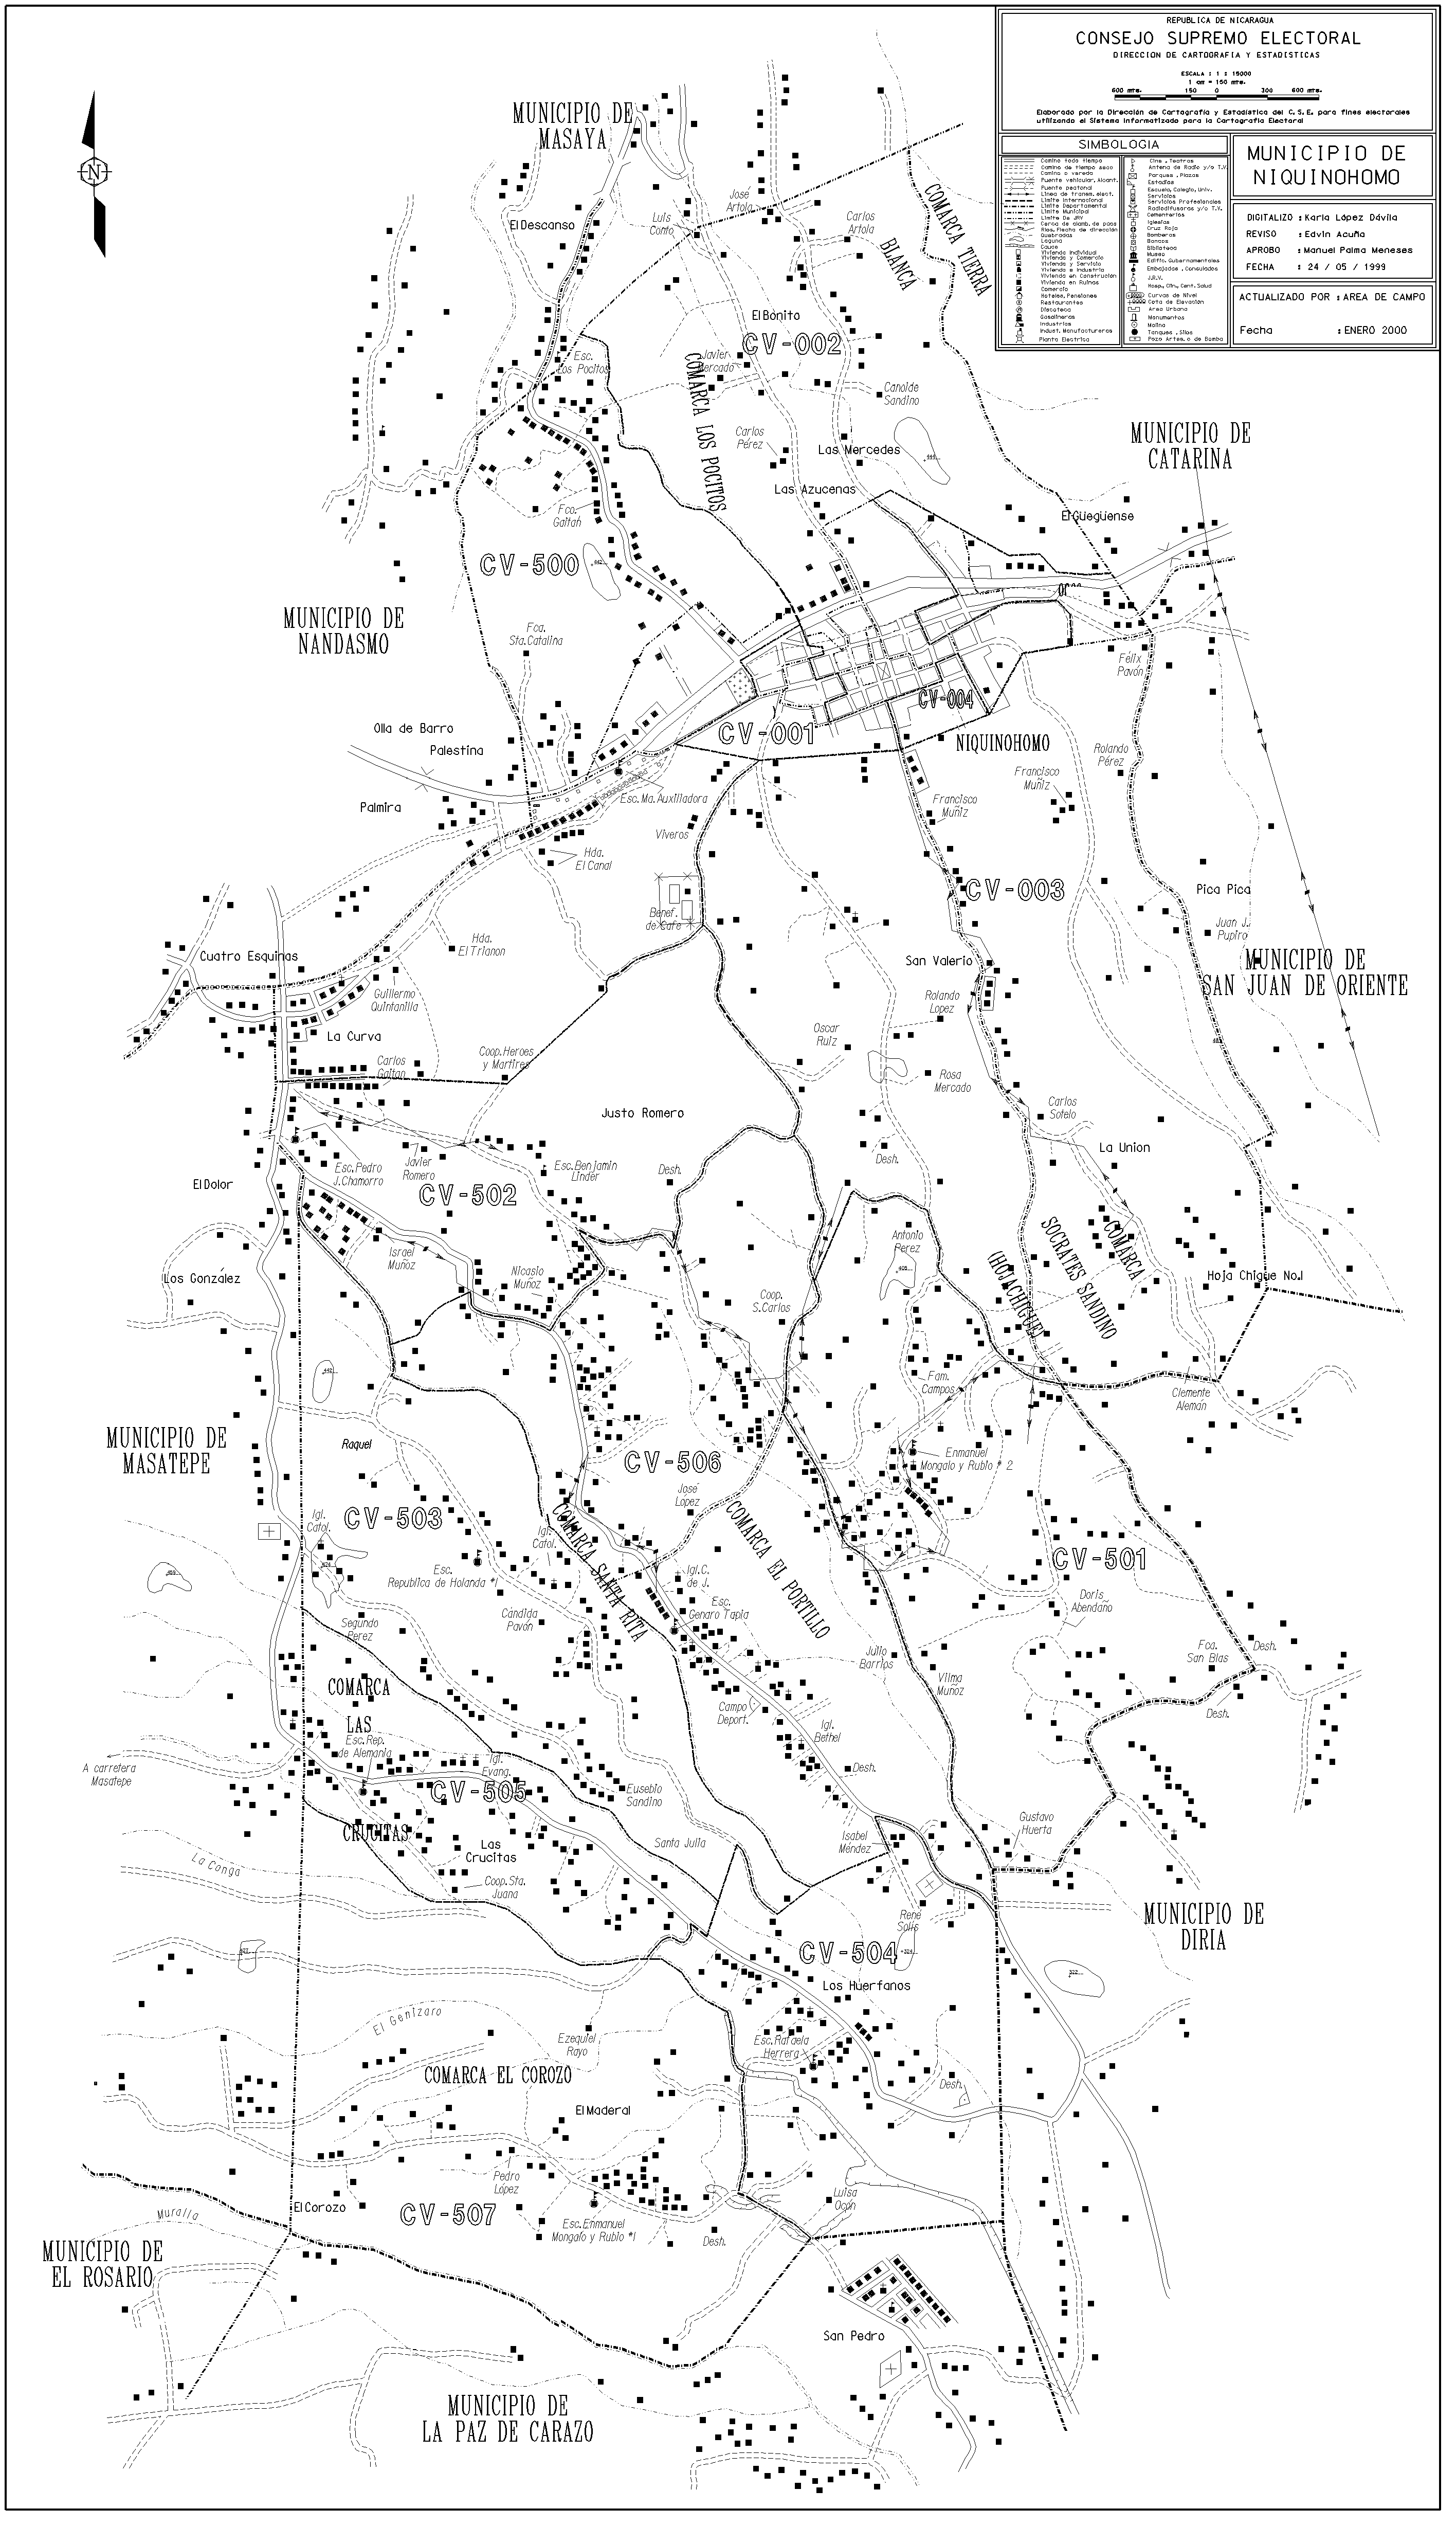 REPUBLICA DE NICARAGUA
CONSEJO SUPREMO ELECTORAL
DIRECCION DE CARTOGRAFIA Y ESTADISTICAS
ESCALA : 1 : 15000
1 cm = 150 mts.
600 mts. 150 0 300 600 mts.
Elaborado por la Dirección de Cartografía y Estadística del C.S.E. para fines electorales
utilizando el Sistema Informatizado para la Cartografía Electoral
SIMBOLOGIA
Camino todo tiempo
Camino de tiempo seco
Camino o vereda
Puente vehicular, Alcant.
Puente peatonal
Línea de transm. elect.
Límite Internacional
Límite Departamental
Límite Municipal
Límite De JRV
Cerca de alamb. de puas
Ríos, Flecha de dirección
Quebradas
Laguna
Cauce
Vivienda Individual
Vivienda y Comercio
Vivienda y Servicio
Vivienda e Industria
Vivienda en Construcción
Vivienda en Ruinas
Comercio
Hoteles, Pensiones
Restaurantes
Discoteca
Gasolineras
Industrias
Indust. Manufactureras
Planta Electrica
Cine, Teatros
Antena de Radio y/o T.V.
Parques, Plazas
Estadios
Escuela, Colegio, Univ.
Servicios
Servicios Profesionales
Radiodifusoras y/o T.V.
Cementerios
Iglesias
Cruz Roja
Bomberos
Bancos
Biblioteca
Museo
Edific. Gubernamentales
Embajadas, Consulados
J.R.V.
Hosp., Clin., Cent. Salud
Curvas de Nivel
Cota de Elevación
Area Urbana
Monumentos
Molino
Tanques, Silos
Pozo Artes. o de Bomba
MUNICIPIO DE
NIQUINOHOMO
DIGITALIZO : Karla López Dávila
REVISO : Edvin Acuña
APROBO : Manuel Palma Meneses
FECHA : 24 / 05 / 1999
ACTUALIZADO POR : AREA DE CAMPO
Fecha : ENERO 2000
N
MUNICIPIO DE
MASAYA
El Descanso
Luis
Conto
José
Artola
Carlos
Artola
COMARCA TIERRA
BLANCA
El Bonito
CV-002
Esc.
Los Pocitos
Javier
Mercado
COMARCA LOS POCITOS
Canolde
Sandino
Carlos
Pérez
Las Mercedes
Las Azucenas
MUNICIPIO DE
CATARINA
El Güegüense
Fco.
Gaitán
CV-500
642
MUNICIPIO DE
NANDASMO
Fca.
Sta. Catalina
Félix
Pavón
CV-004
CV-001
NIQUINOHOMO
Olla de Barro
Palestina
Palmira
Esc. Ma. Auxiliadora
Viveros
Rolando
Pérez
Francisco
Muñiz
Francisco
Muñiz
Hda.
El Canal
CV-003
Pica Pica
Benef.
de Café
Juan J.
Pupiro
Hda.
El Trianon
Cuatro Esquinas
San Valerio
MUNICIPIO DE
SAN JUAN DE ORIENTE
Guillermo
Quintanilla
Rolando
Lopez
La Curva
Oscar
Ruiz
Coop. Heroes
y Martires
Carlos
Gaitan
Rosa
Mercado
Carlos
Sotelo
Justo Romero
La Union
Esc. Pedro
J. Chamorro
Javier
Romero
Esc. Benjamin
Linder
Desh.
Desh.
El Dolor
CV-502
Israel
Muñoz
Antonio
Perez
405
COMARCA
SOCRATES SANDINO
(HOJACHIGUE)
Los González
Nicasio
Muñoz
Hoja Chigue No.1
Coop.
S. Carlos
Fam.
Campos
Clemente
Aleman
MUNICIPIO DE
MASATEPE
Raquel
CV-506
Enmanuel
Mongalo y Rubio # 2
José
López
CV-503
Igl.
Catol.
Igl.
Catol.
COMARCA SANTA RITA
COMARCA EL PORTILLO
CV-501
Esc.
Republica de Holanda #1
Igl. C.
de J.
Esc.
Genaro Tapia
Doris
Abendaño
Cándida
Pavón
Segundo
Perez
Julio
Barrios
Vilma
Muñoz
Fca.
San Blas
Desh.
Desh.
COMARCA
LAS
CRUCITAS
Campo
Deport.
Igl.
Bethel
Esc. Rep.
de Alemania
Igl.
Evang.
CV-505
A carretera
Masatepe
Eusebio
Sandino
Desh.
Gustavo
Huerta
Isabel
Méndez
Santa Julia
Las
Crucitas
La Conga
Coop. Sta.
Juana
René
Solis
MUNICIPIO DE
DIRIA
CV-504
324
322
Los Huerfanos
El Genízaro
Ezequiel
Rayo
Esc. Rafaela
Herrera
COMARCA EL COROZO
Desh.
El Maderal
Pedro
López
Luisa
Ocón
El Corozo
CV-507
Muralla
Esc. Enmanuel
Mongalo y Rubio #1
Desh.
MUNICIPIO DE
EL ROSARIO
San Pedro
MUNICIPIO DE
LA PAZ DE CARAZO